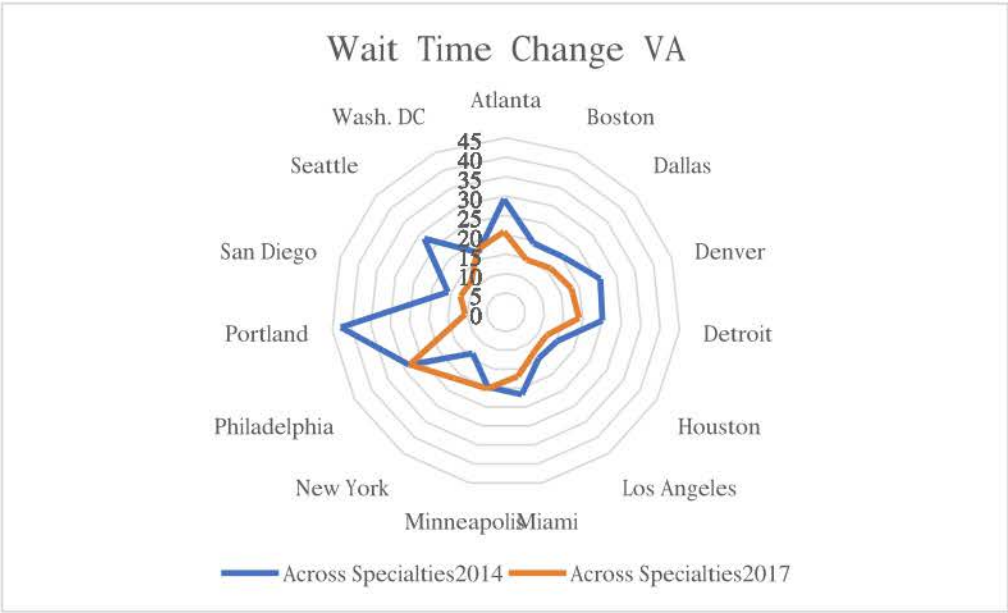 Wait Time Change VA
Atlanta
Wash. DC
Boston
Seattle
Dallas
San Diego
Denver
Portland
Detroit
Philadelphia
Houston
New York
Los Angeles
Minneapolis
Miami
45
40
35
30
25
20
15
10
5
0
Across Specialties2014
Across Specialties2017